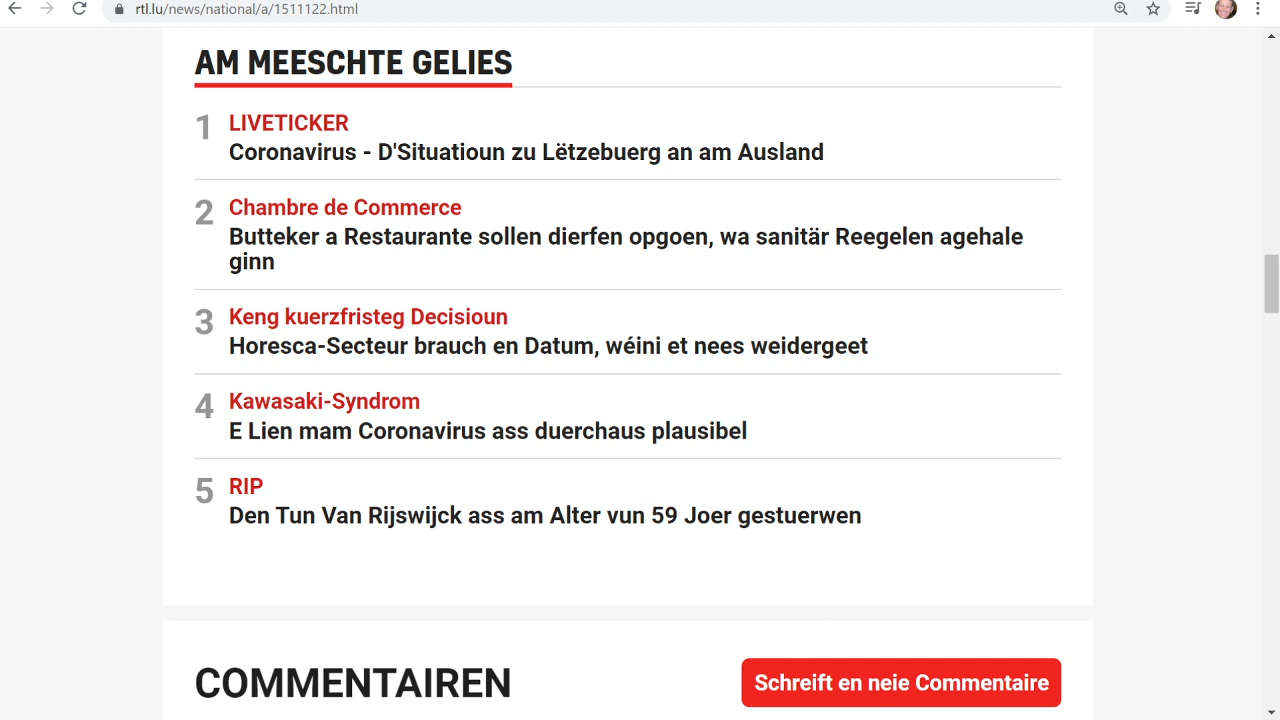 rtl.lu/news/national/a/1511122.html
AM MEESCHTE GELIES
1
LIVETICKER
Coronavirus - D'Situatioun zu Lëtzebuerg an am Ausland
2
Chambre de Commerce
Butteker a Restaurante sollen dierfen opgoen, wa sanitär Reegelen agehale
ginn
3
Keng kuerzfristeg Decisioun
Horesca-Secteur brauch en Datum, wéini et nees weidergeet
4
Kawasaki-Syndrom
E Lien mam Coronavirus ass duerchaus plausibel
5
RIP
Den Tun Van Rijswijck ass am Alter vun 59 Joer gestuerwen
COMMENTAIREN
Schreift en neie Commentaire